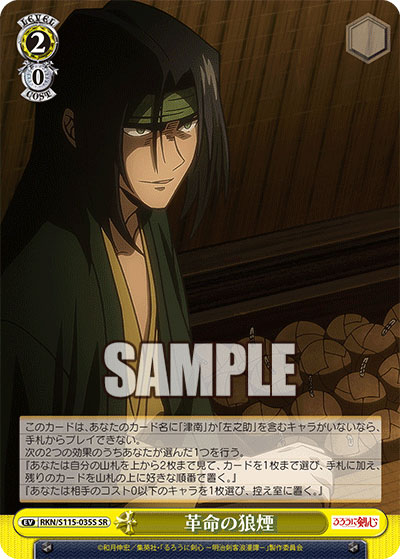 LEVEL
2
0
COST
SAMPLE
このカードは、あなたのカード名に「津南」か「左之助」を含むキャラがいないなら、
手札からプレイできない。
次の2つの効果のうちあなたが選んだ1つを行う。
『あなたは自分の山札を上から2枚まで見て、カードを1枚まで選び、手札に加え、
残りのカードを山札の上に好きな順番で置く。』
『あなたは相手のコスト0以下のキャラを1枚選び、控え室に置く。』
EV RKN/S115-035S SR 革命の狼煙 るろうに剣心
©和月伸宏/集英社・「るろうに剣心 -明治剣客浪漫譚-」製作委員会